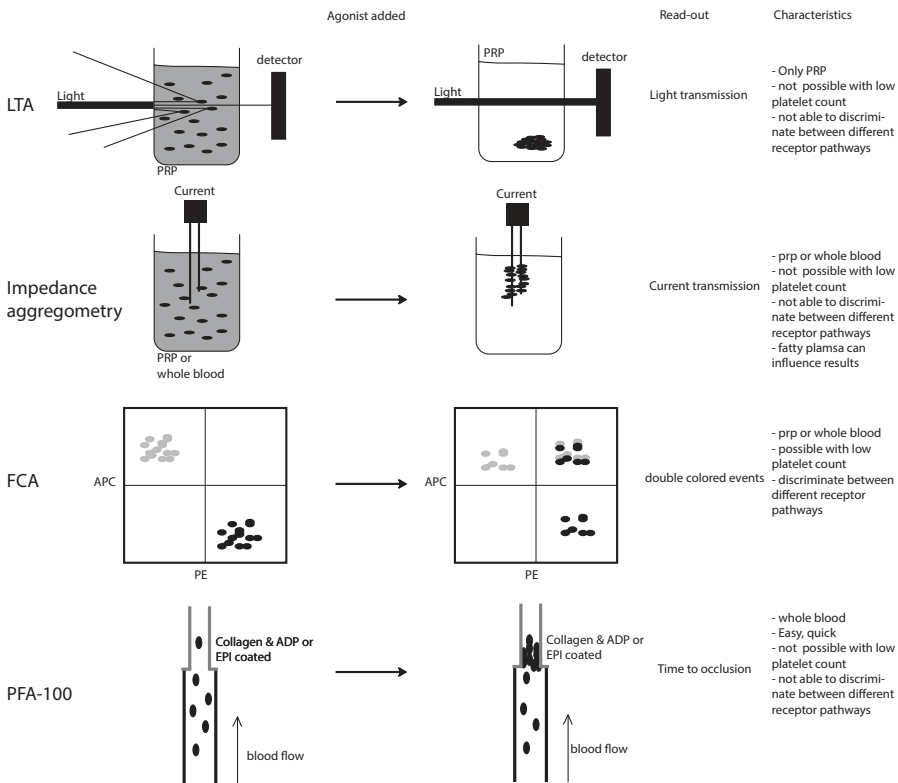 Agonist added
Read-out
Characteristics
LTA
Light
detector
PRP
PRP
Light
detector
Light transmission
- Only PRP
- not possible with low
platelet count
- not able to discrimi-
nate between different
receptor pathways
Impedance
aggregometry
Current
PRP or
whole blood
Current
Current transmission
- prp or whole blood
- not possible with low
platelet count
- not able to discrimi-
nate between different
receptor pathways
- fatty plamsa can
influence results
FCA
APC
PE
APC
PE
double colored events
- prp or whole blood
- possible with low
platelet count
- discriminate between
different receptor
pathways
PFA-100
Collagen & ADP or
EPI coated
blood flow
Collagen & ADP or
EPI coated
blood flow
Time to occlusion
- whole blood
- Easy, quick
- not possible with low
platelet count
- not able to discrimi-
nate between different
receptor pathways